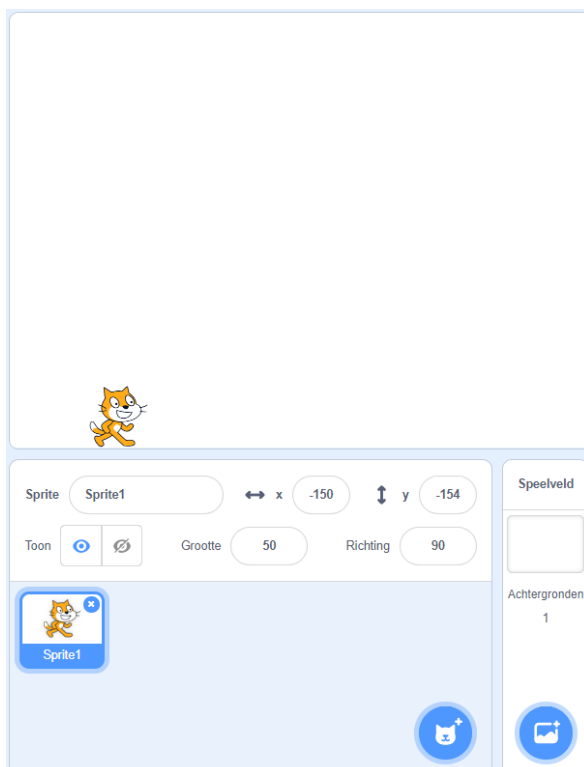 Sprite Sprite1 x -150 y -154
Toon Grootte 50 Richting 90
Sprite1
Speelveld
Achtergronden
1